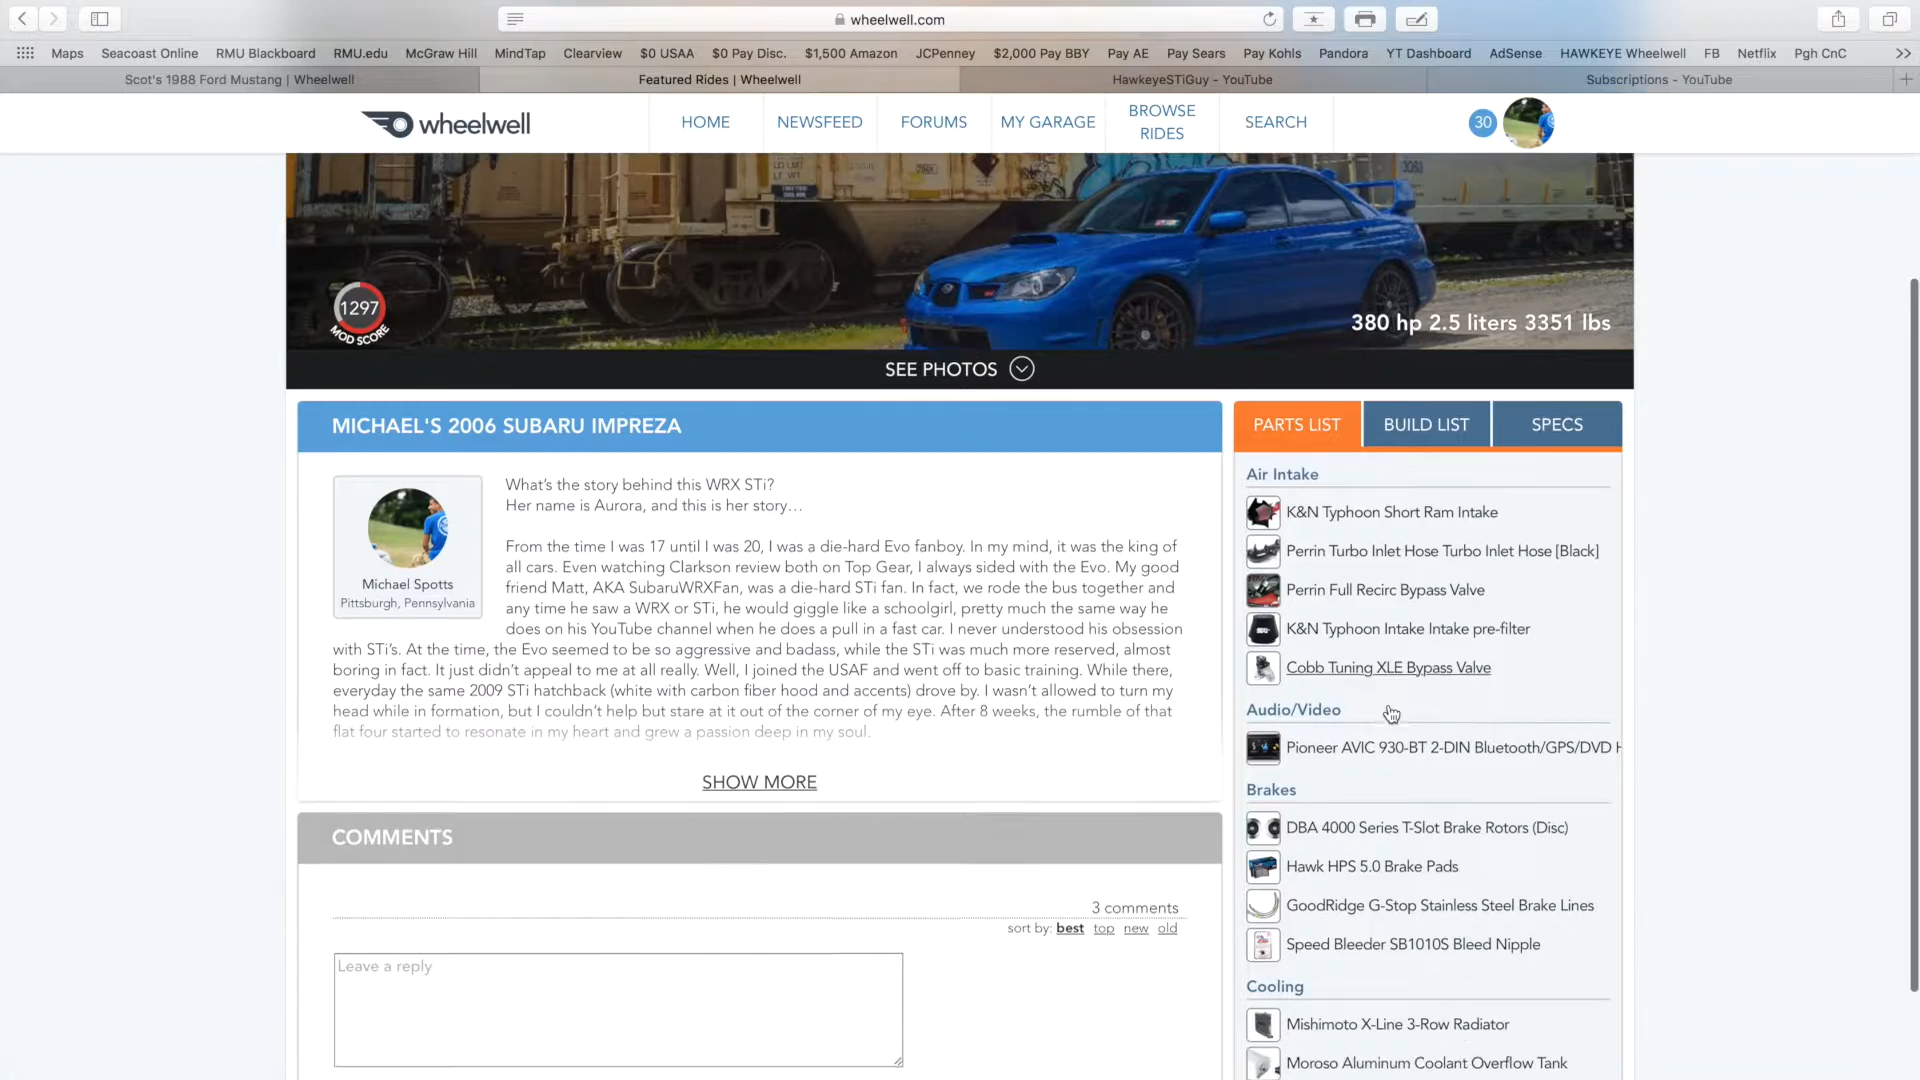 wheelwell.com
Maps Seacoast Online RMU Blackboard RMU.edu McGraw Hill MindTap Clearview $0 USAA $0 Pay Disc. $1,500 Amazon JCPenney $2,000 Pay BBY Pay AE Pay Sears Pay Kohls Pandora YT Dashboard AdSense HAWKEYE Wheelwell FB Netflix Pgh CnC
Scot's 1988 Ford Mustang | Wheelwell Featured Rides | Wheelwell HawkeyeSTiGuy - YouTube Subscriptions - YouTube
wheelwell HOME NEWSFEED FORUMS MY GARAGE BROWSE RIDES SEARCH 30
1297
MOD SCORE
380 hp 2.5 liters 3351 lbs
SEE PHOTOS
MICHAEL'S 2006 SUBARU IMPREZA
Michael Spotts
Pittsburgh, Pennsylvania
What's the story behind this WRX STi?
Her name is Aurora, and this is her story...
From the time I was 17 until I was 20, I was a die-hard Evo fanboy. In my mind, it was the king of
all cars. Even watching Clarkson review both on Top Gear, I always sided with the Evo. My good
friend Matt, AKA SubaruWRXFan, was a die-hard STi fan. In fact, we rode the bus together and
any time he saw a WRX or STi, he would giggle like a schoolgirl, pretty much the same way he
does on his YouTube channel when he does a pull in a fast car. I never understood his obsession
with STi's. At the time, the Evo seemed to be so aggressive and badass, while the STi was much more reserved, almost
boring in fact. It just didn't appeal to me at all really. Well, I joined the USAF and went off to basic training. While there,
everyday the same 2009 STi hatchback (white with carbon fiber hood and accents) drove by. I wasn't allowed to turn my
head while in formation, but I couldn't help but stare at it out of the corner of my eye. After 8 weeks, the rumble of that
flat four started to resonate in my heart and grew a passion deep in my soul.
SHOW MORE
COMMENTS
3 comments
sort by: best top new old
Leave a reply
PARTS LIST BUILD LIST SPECS
Air Intake
K&N Typhoon Short Ram Intake
Perrin Turbo Inlet Hose Turbo Inlet Hose [Black]
Perrin Full Recirc Bypass Valve
K&N Typhoon Intake Intake pre-filter
Cobb Tuning XLE Bypass Valve
Audio/Video
Pioneer AVIC 930-BT 2-DIN Bluetooth/GPS/DVD H
Brakes
DBA 4000 Series T-Slot Brake Rotors (Disc)
Hawk HPS 5.0 Brake Pads
GoodRidge G-Stop Stainless Steel Brake Lines
Speed Bleeder SB1010S Bleed Nipple
Cooling
Mishimoto X-Line 3-Row Radiator
Moroso Aluminum Coolant Overflow Tank